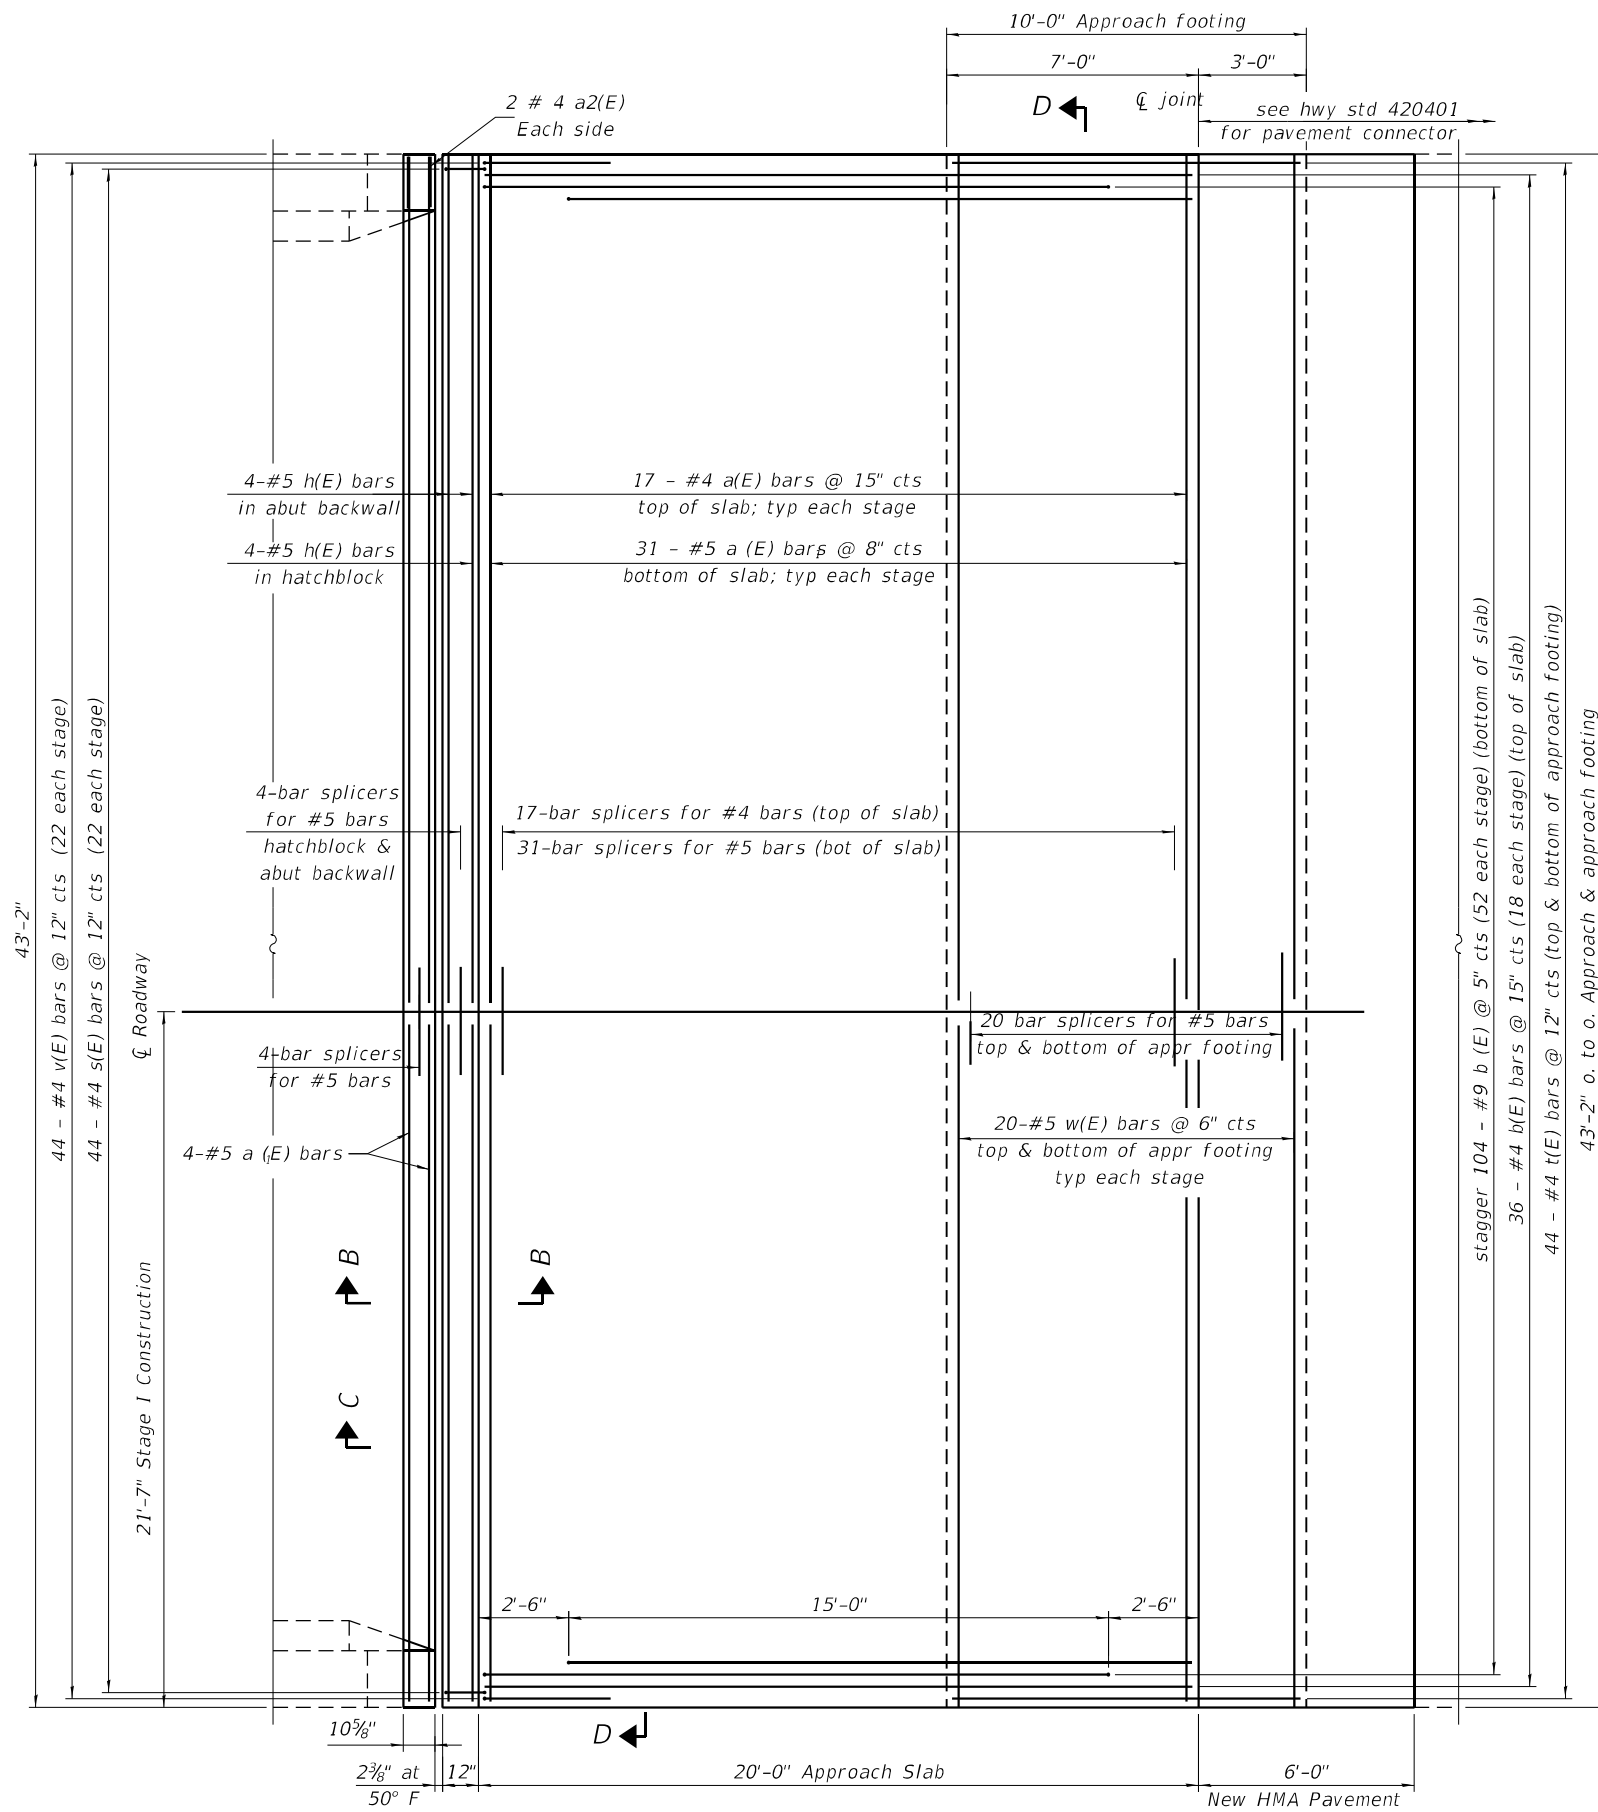 10'-0" Approach footing
7'-0"
3'-0"
D
℄ joint
see hwy std 420401
for pavement connector
2 # 4 a2(E)
Each side
4-#5 h(E) bars
in abut backwall
17 - #4 a(E) bars @ 15" cts
top of slab; typ each stage
4-#5 h(E) bars
in hatchblock
31 - #5 a (E) bars @ 8" cts
bottom of slab; typ each stage
4-bar splicers
for #5 bars
hatchblock &
abut backwall
17-bar splicers for #4 bars (top of slab)
31-bar splicers for #5 bars (bot of slab)
43'-2"
44 - #4 v(E) bars @ 12" cts (22 each stage)
44 - #4 s(E) bars @ 12" cts (22 each stage)
℄ Roadway
21'-7" Stage I Construction
4-bar splicers
for #5 bars
20 bar splicers for #5 bars
top & bottom of appr footing
4-#5 a1(E) bars
20-#5 w(E) bars @ 6" cts
top & bottom of appr footing
typ each stage
stagger 104 - #9 b (E) @ 5" cts (52 each stage) (bottom of slab)
36 - #4 b(E) bars @ 15" cts (18 each stage) (top of slab)
44 - #4 t(E) bars @ 12" cts (top & bottom of approach footing)
43'-2" o. to o. Approach & approach footing
B
B
C
2'-6"
15'-0"
2'-6"
10⅝"
D
2⅜" at
50° F
12"
20'-0" Approach Slab
6'-0"
New HMA Pavement